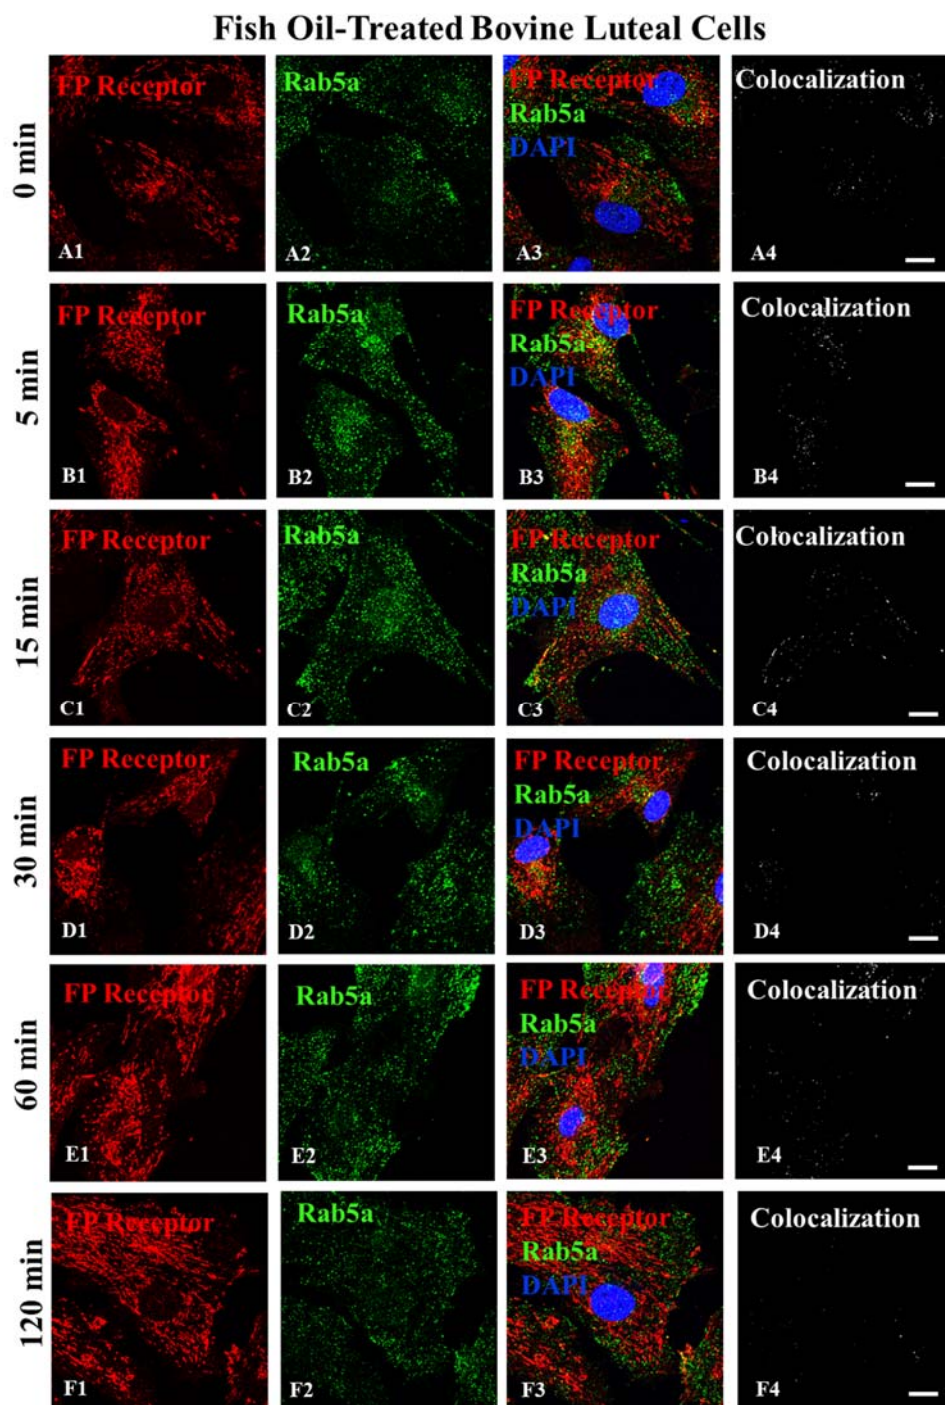 Fish Oil-Treated Bovine Luteal Cells
0 min
FP Receptor
A1
Rab5a
A2
FP Receptor
Rab5a
DAPI
A3
Colocalization
A4
5 min
FP Receptor
B1
Rab5a
B2
FP Receptor
Rab5a
DAPI
B3
Colocalization
B4
15 min
FP Receptor
C1
Rab5a
C2
FP Receptor
Rab5a
DAPI
C3
Colocalization
C4
30 min
FP Receptor
D1
Rab5a
D2
FP Receptor
Rab5a
DAPI
D3
Colocalization
D4
60 min
FP Receptor
E1
Rab5a
E2
FP Receptor
Rab5a
DAPI
E3
Colocalization
E4
120 min
FP Receptor
F1
Rab5a
F2
FP Receptor
Rab5a
DAPI
F3
Colocalization
F4